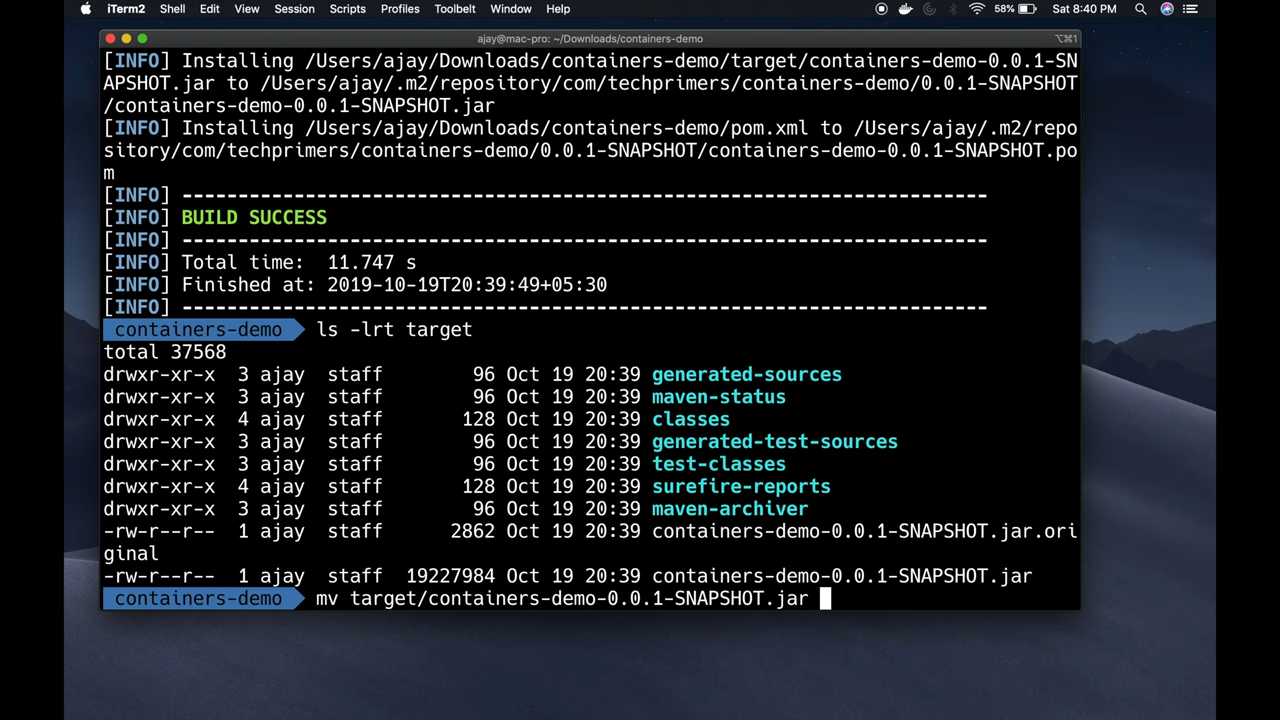 iTerm2 Shell Edit View Session Scripts Profiles Toolbelt Window Help 58% Sat 8:40 PM
ajay@mac-pro: ~/Downloads/containers-demo ⌥⌘1
[INFO] Installing /Users/ajay/Downloads/containers-demo/target/containers-demo-0.0.1-SN
APSHOT.jar to /Users/ajay/.m2/repository/com/techprimers/containers-demo/0.0.1-SNAPSHOT
/containers-demo-0.0.1-SNAPSHOT.jar
[INFO] Installing /Users/ajay/Downloads/containers-demo/pom.xml to /Users/ajay/.m2/repo
sitory/com/techprimers/containers-demo/0.0.1-SNAPSHOT/containers-demo-0.0.1-SNAPSHOT.po
m
[INFO] ------------------------------------------------------------------------
[INFO] BUILD SUCCESS
[INFO] ------------------------------------------------------------------------
[INFO] Total time:  11.747 s
[INFO] Finished at: 2019-10-19T20:39:49+05:30
[INFO] ------------------------------------------------------------------------
containers-demo ls -lrt target
total 37568
drwxr-xr-x  3 ajay  staff        96 Oct 19 20:39 generated-sources
drwxr-xr-x  3 ajay  staff        96 Oct 19 20:39 maven-status
drwxr-xr-x  4 ajay  staff       128 Oct 19 20:39 classes
drwxr-xr-x  3 ajay  staff        96 Oct 19 20:39 generated-test-sources
drwxr-xr-x  3 ajay  staff        96 Oct 19 20:39 test-classes
drwxr-xr-x  4 ajay  staff       128 Oct 19 20:39 surefire-reports
drwxr-xr-x  3 ajay  staff        96 Oct 19 20:39 maven-archiver
-rw-r--r--  1 ajay  staff      2862 Oct 19 20:39 containers-demo-0.0.1-SNAPSHOT.jar.ori
ginal
-rw-r--r--  1 ajay  staff  19227984 Oct 19 20:39 containers-demo-0.0.1-SNAPSHOT.jar
containers-demo mv target/containers-demo-0.0.1-SNAPSHOT.jar